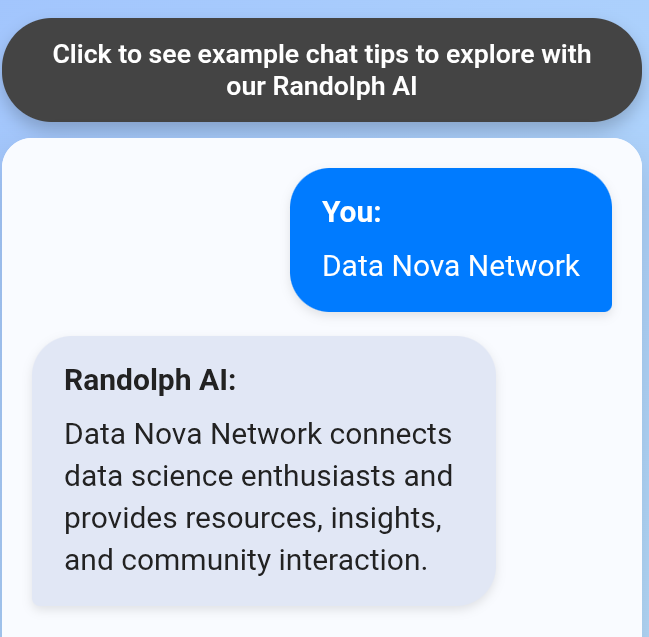 Click to see example chat tips to explore with
our Randolph AI
You:
Data Nova Network
Randolph AI:
Data Nova Network connects
data science enthusiasts and
provides resources, insights,
and community interaction.